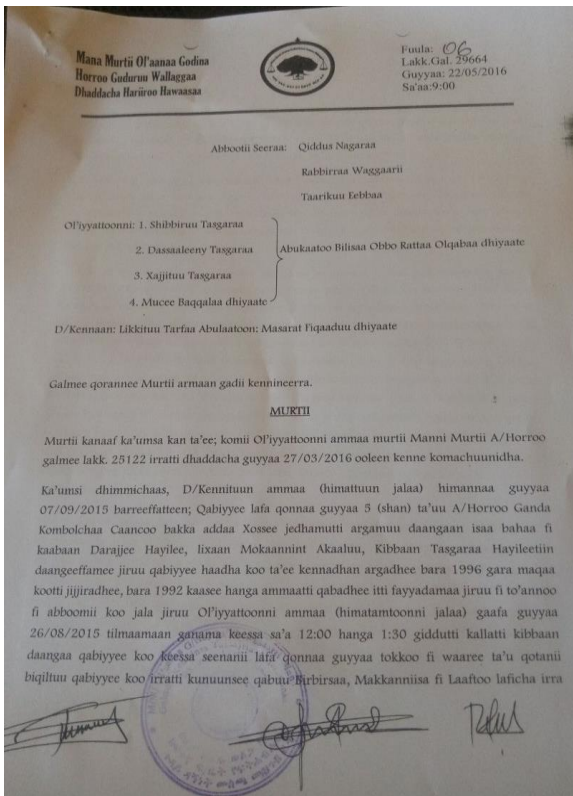 Mana Murtii Ol'aanaa Godina
Horroo Guduruu Wallaggaa
Dhaddacha Hariiroo Hawaasaa
Fuula: 06
Lakk.Gal. 29664
Guyyaa: 22/05/2016
Sa'aa:9:00
Abbootii Seeraa: Qiddus Nagaraa
Rabbirraa Waggaarii
Taarikuu Eebbaa
Ol'iyyattoonni: 1. Shibbiruu Tasgaraa
2. Dassaaleeny Tasgaraa
Abukaatoo Bilisaa Obbo Rattaa Olqabaa dhiyaate
3. Xajjituu Tasgaraa
4. Mucee Baqqalaa dhiyaate
D/Kennaan: Likkituu Tarfaa Abulaatoon: Masarat Fiqaaduu dhiyaate
Galmee qorannee Murtii armaan gadii kennineerra.
MURTII
Murtii kanaaf ka'umsa kan ta'ee; komii Ol'iyyattoonni ammaa murtii Manni Murtii A/Horroo
galmee lakk. 25122 irratti dhaddacha guyyaa 27/03/2016 ooleen kenne komachuunidha.
Ka'umsi dhimmichaas, D/Kennituun ammaa (himattuun jalaa) himannaa guyyaa
07/09/2015 barreeffatteen; Qabiyyee lafa qonnaa guyyaa 5 (shan) ta'uu A/Horroo Ganda
Kombolchaa Caancoo bakka addaa Xossee jedhamutti argamuu daangaan isaa bahaa fi
kaabaan Darajjee Hayilee, lixaan Mokaannint Akaaluu, Kibbaan Tasgaraa Hayileetiin
daangeeffamee jiruu qabiyyee haadha koo ta'ee kennadhan argadhee bara 1996 gara maqaa
kootti jijjiradhee, bara 1992 kaasee hanga ammaatti qabadhee itti fayyadamaa jiruu fi to'annoo
fi abboomii koo jala jiruu Ol'iyyattoonni ammaa (himatamtoonni jalaa) gaafa guyyaa
26/08/2015 tilmaamaan ganama keessa sa'a 12:00 hanga 1:30 giddutti kallatti kibbaan
daangaa qabiyyee koo keessa seenanii lafa qonnaa guyyaa tokkoo fi waaree ta'u qotanii
biqiltuu qabiyyee koo irratti kunuunsee qabuu Birbirsaa, Makkanniisa fi Laaftoo laficha irra